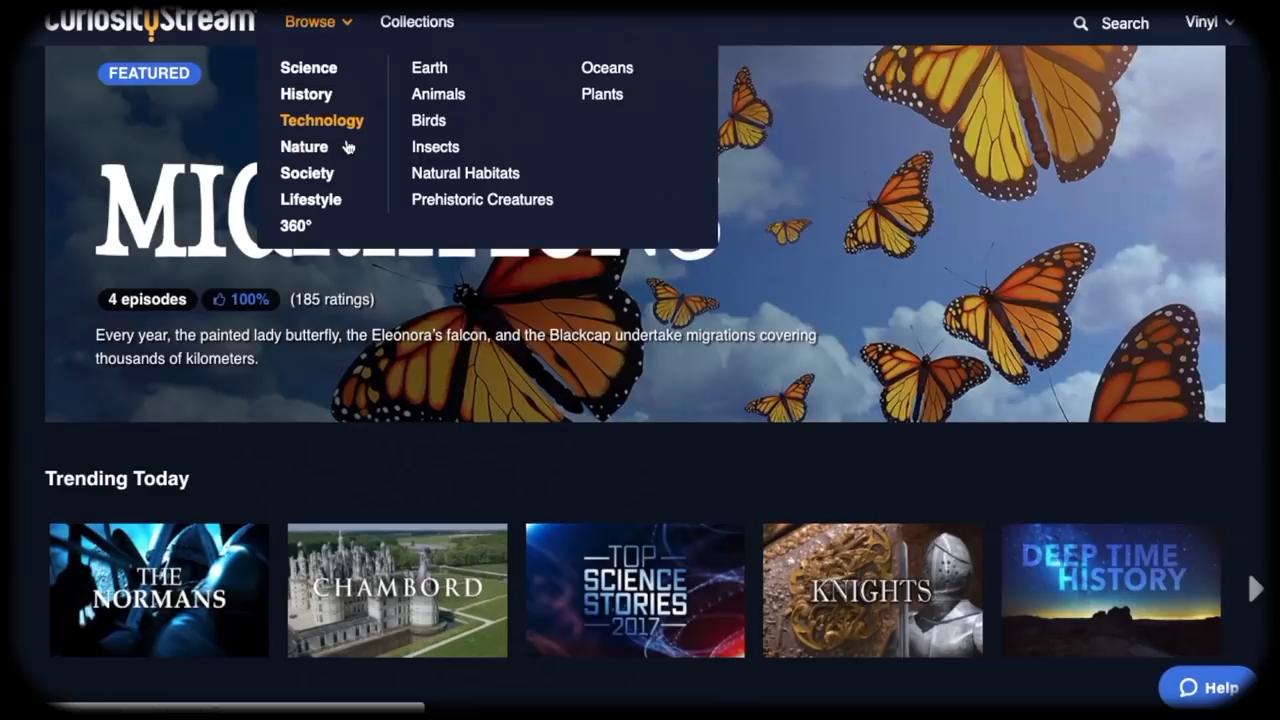 CuriosityStream
Browse
Collections
Search
Vinyl
FEATURED
Science
History
Technology
Nature
Society
Lifestyle
360°
Earth
Animals
Birds
Insects
Natural Habitats
Prehistoric Creatures
Oceans
Plants
4 episodes
100%
(185 ratings)
Every year, the painted lady butterfly, the Eleónora's falcon, and the Blackcap undertake migrations covering
thousands of kilometers.
Trending Today
THE
NORMANS
CHAMBORD
TOP
SCIENCE
STORIES
2017
KNIGHTS
DEEP TIME
HISTORY
Help